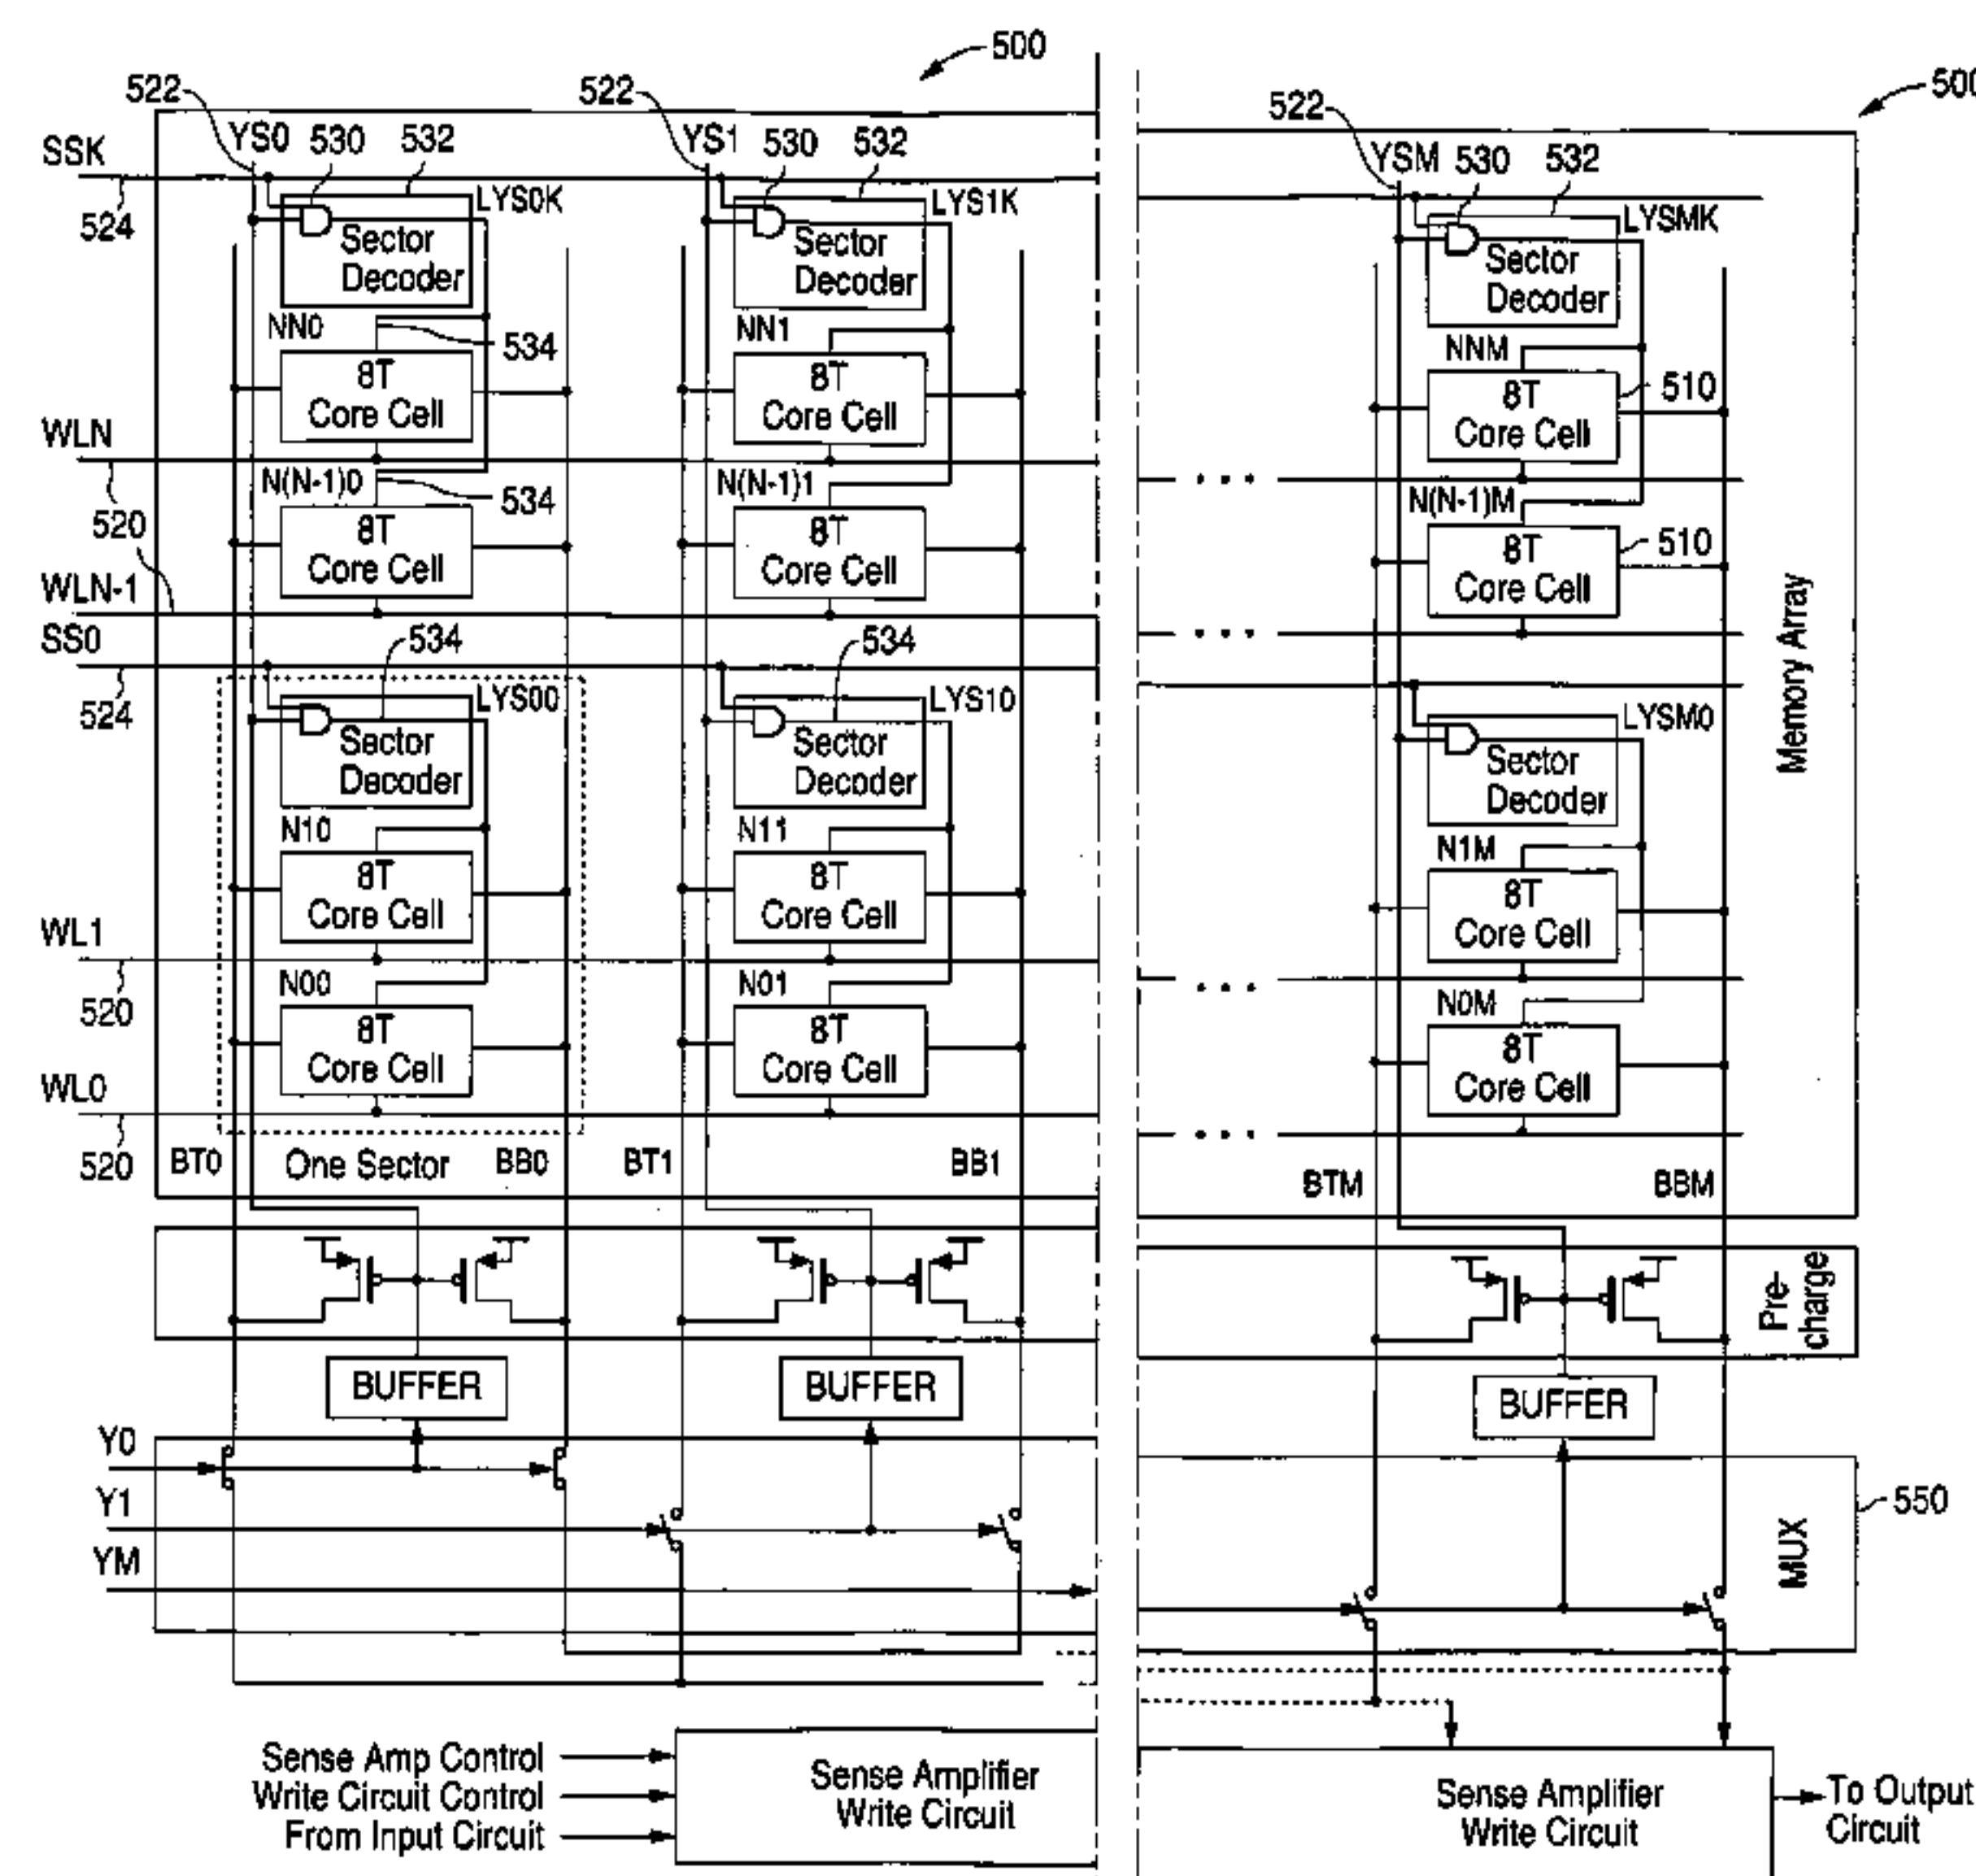 500
500
522
522
522
YS0
530
532
YS1
530
532
YSM
530
532
SSK
LYS0K
LYS1K
LYSMK
524
Sector
Decoder
Sector
Decoder
Sector
Decoder
NN0
534
NN1
NNM
8T
Core Cell
8T
Core Cell
8T
Core Cell
510
WLN
N(N-1)0
534
N(N-1)1
N(N-1)M
520
8T
Core Cell
8T
Core Cell
8T
Core Cell
510
WLN-1
SS0
534
534
524
LYS00
LYS10
LYSM0
Sector
Decoder
Sector
Decoder
Sector
Decoder
Memory Array
N10
N11
N1M
8T
Core Cell
8T
Core Cell
8T
Core Cell
WL1
520
N00
N01
N0M
8T
Core Cell
8T
Core Cell
8T
Core Cell
WL0
520
BT0
One Sector
BB0
BT1
BB1
BTM
BBM
Pre-
charge
BUFFER
BUFFER
BUFFER
Y0
Y1
YM
MUX
550
Sense Amp Control
Write Circuit Control
From Input Circuit
Sense Amplifier
Write Circuit
Sense Amplifier
Write Circuit
To Output
Circuit